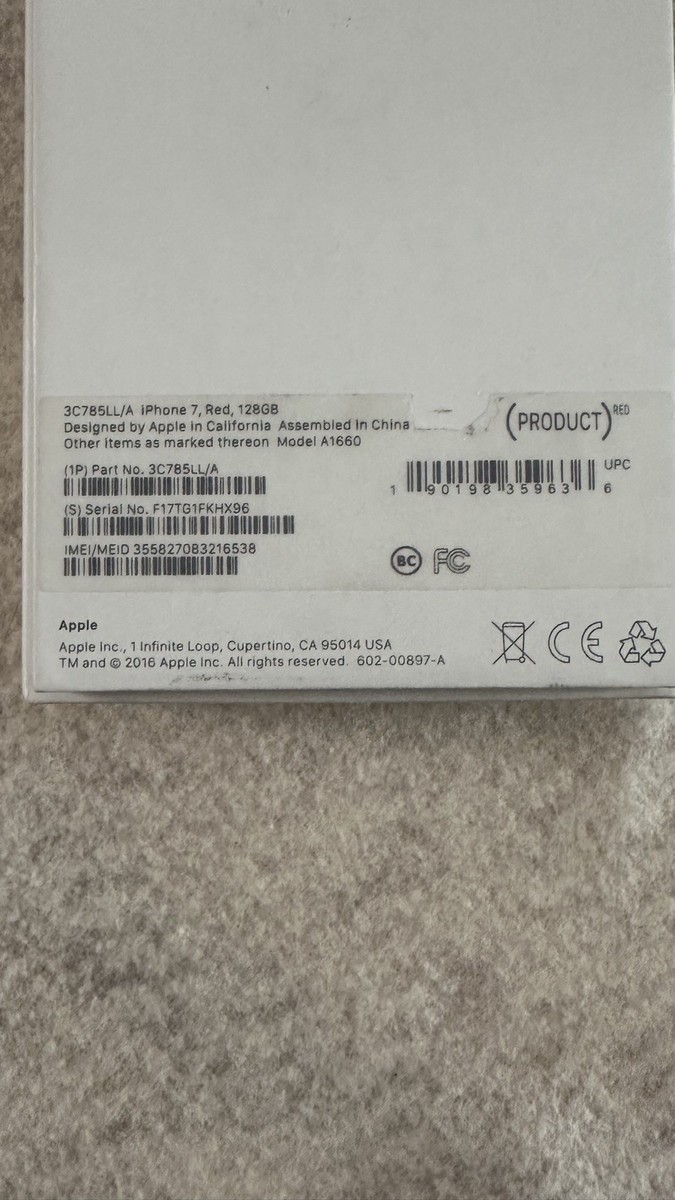 3C785LL/A iPhone 7, Red, 128GB
Designed by Apple in California Assembled in China
Other items as marked thereon Model A1660
(PRODUCT)RED
(1P) Part No. 3C785LL/A
(S) Serial No. F17TG1FKHX96
IMEI/MEID 355827083216538
UPC
1 90198 35963 6
BC FC
Apple
Apple Inc., 1 Infinite Loop, Cupertino, CA 95014 USA
TM and © 2016 Apple Inc. All rights reserved. 602-00897-A
CE